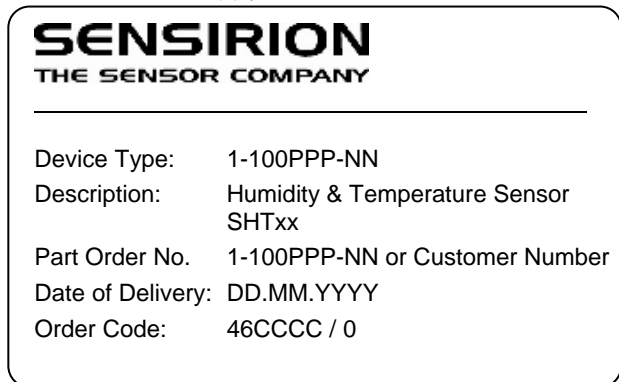 SENSIRION
THE SENSOR COMPANY
Device Type: 1-100PPP-NN
Description: Humidity & Temperature Sensor
SHTxx
Part Order No. 1-100PPP-NN or Customer Number
Date of Delivery: DD.MM.YYYY
Order Code: 46CCCC / 0